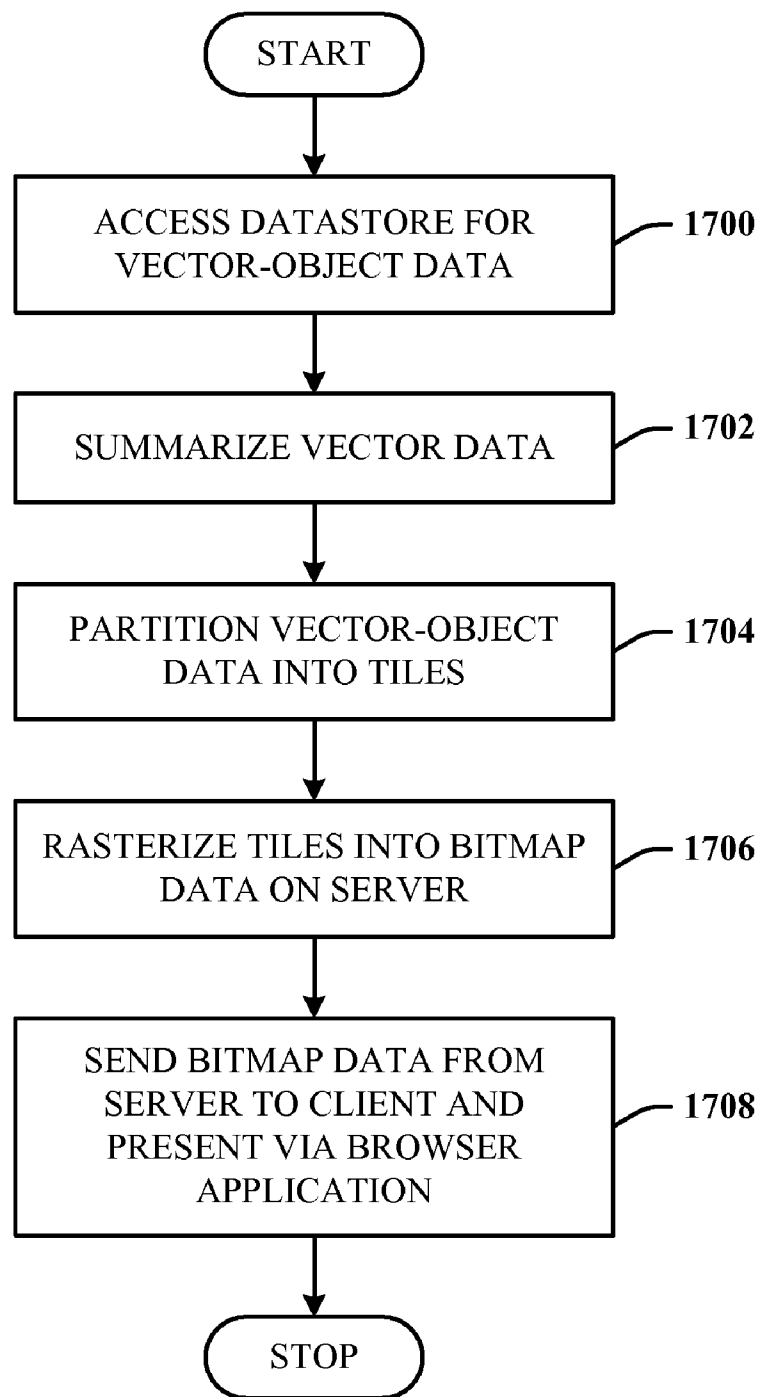 START
ACCESS DATASTORE FOR
VECTOR-OBJECT DATA
1700
SUMMARIZE VECTOR DATA
1702
PARTITION VECTOR-OBJECT
DATA INTO TILES
1704
RASTERIZE TILES INTO BITMAP
DATA ON SERVER
1706
SEND BITMAP DATA FROM
SERVER TO CLIENT AND
PRESENT VIA BROWSER
APPLICATION
1708
STOP